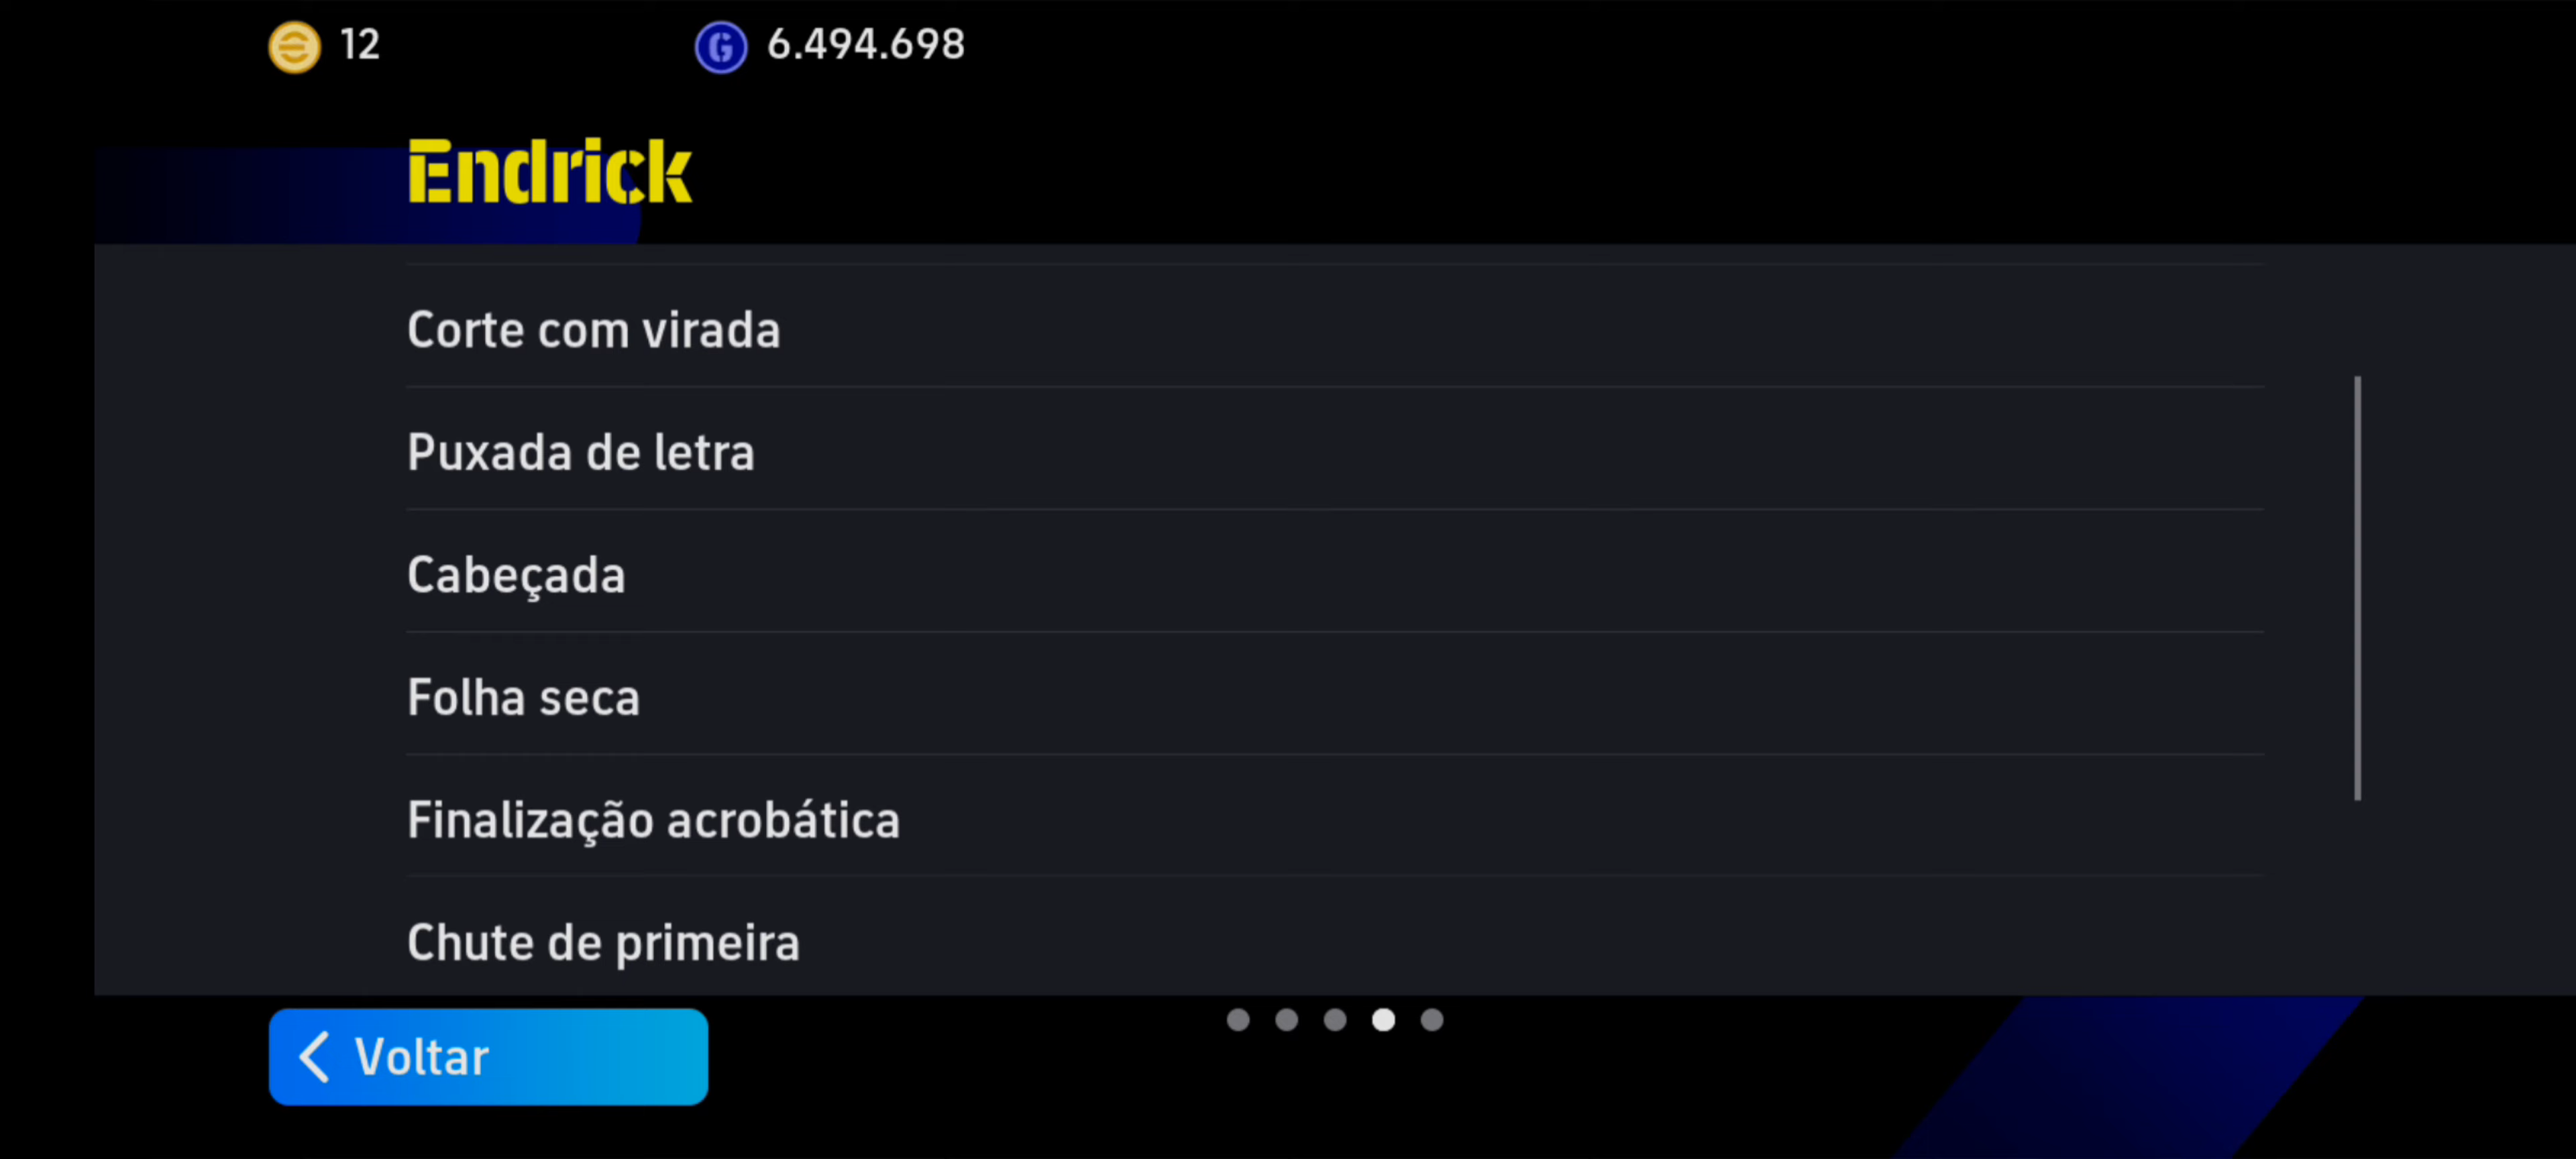 12
6.494.698
Endrick
Corte com virada
Puxada de letra
Cabeçada
Folha seca
Finalização acrobática
Chute de primeira
Voltar